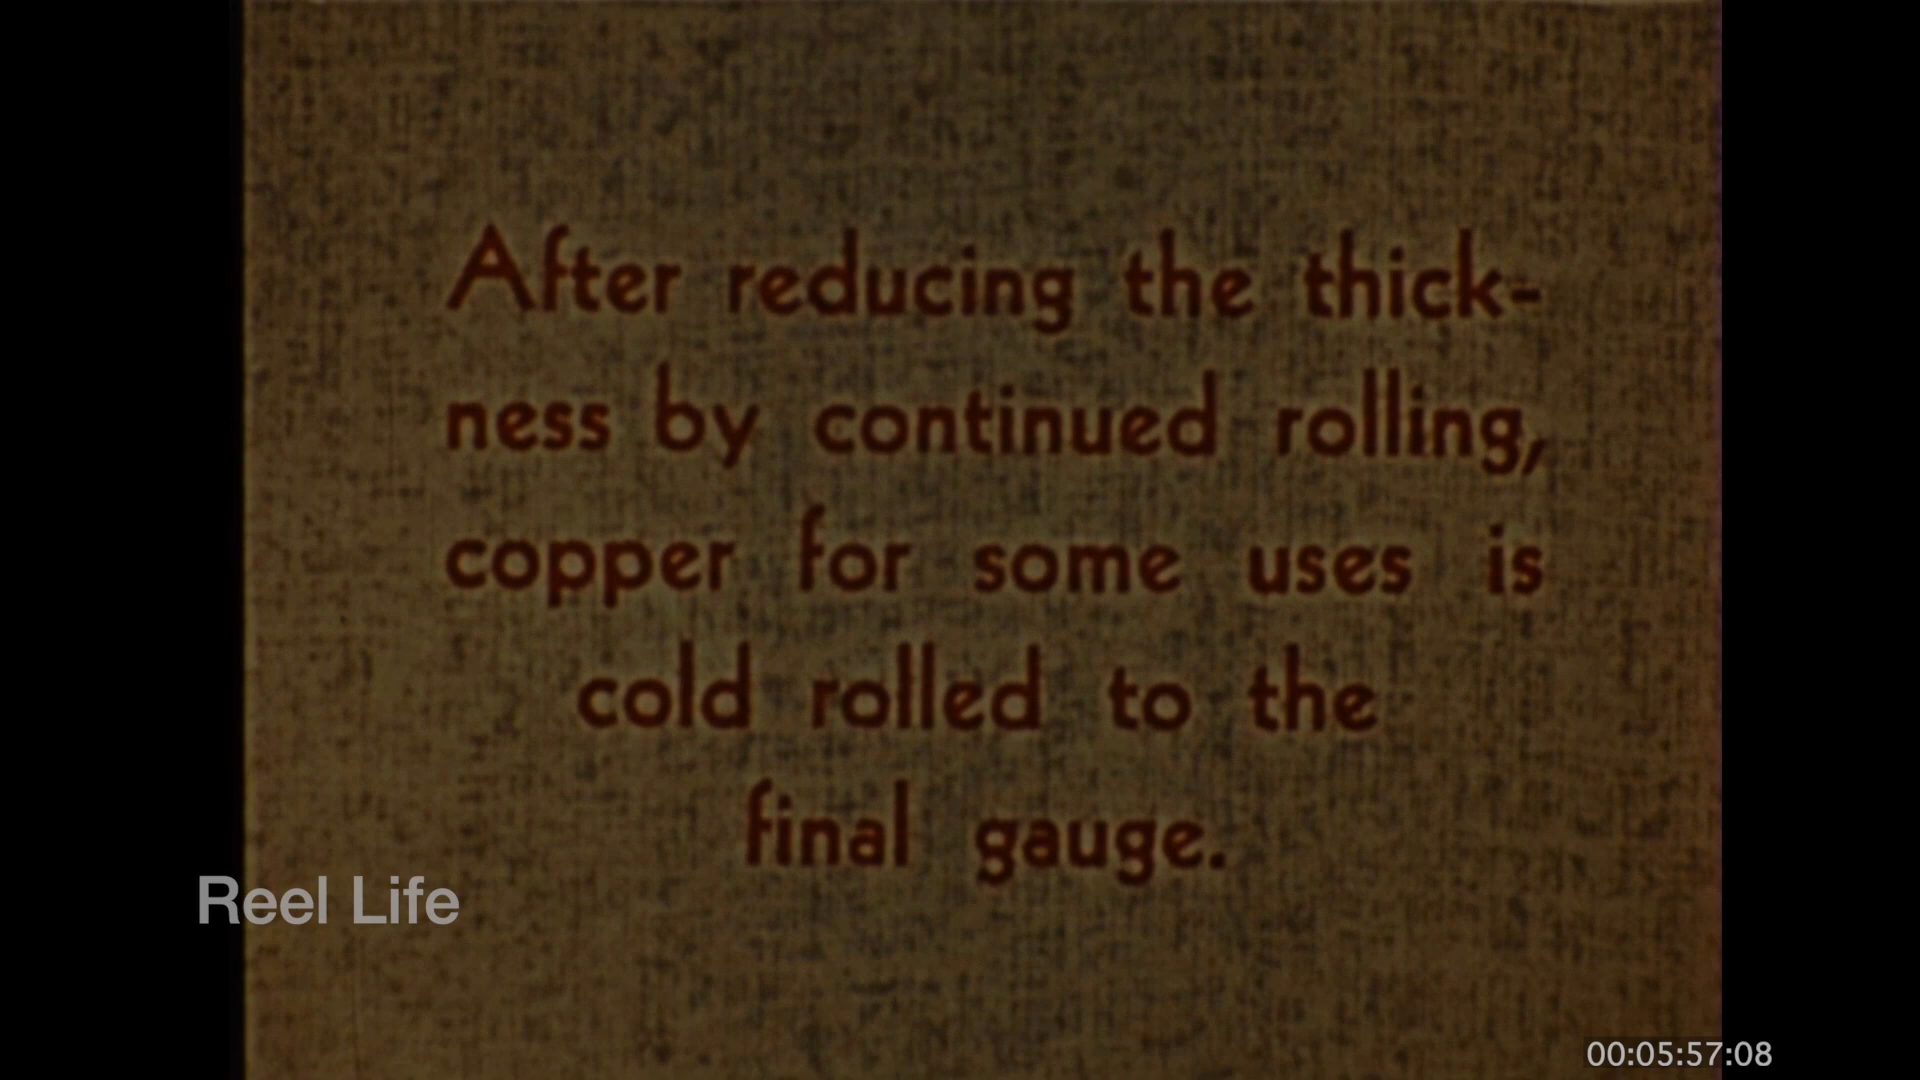 After reducing the thick-
ness by continued rolling,
copper for some uses is
cold rolled to the
final gauge.
Reel Life
00:05:57:08